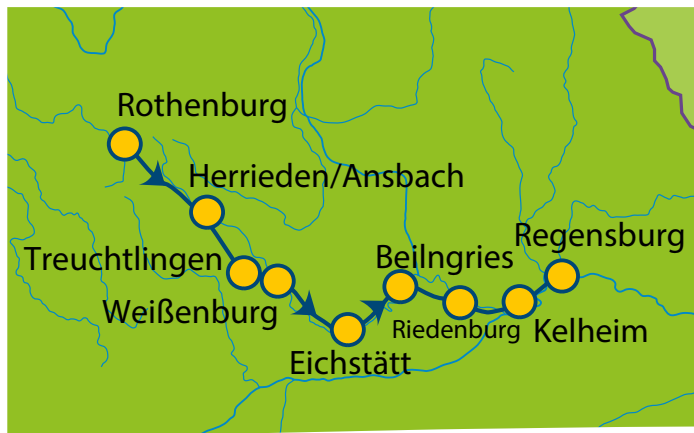 Rothenburg
Herrieden/Ansbach
Treuchtlingen
Weißenburg
Eichstätt
Beilngries
Riedenburg
Kelheim
Regensburg